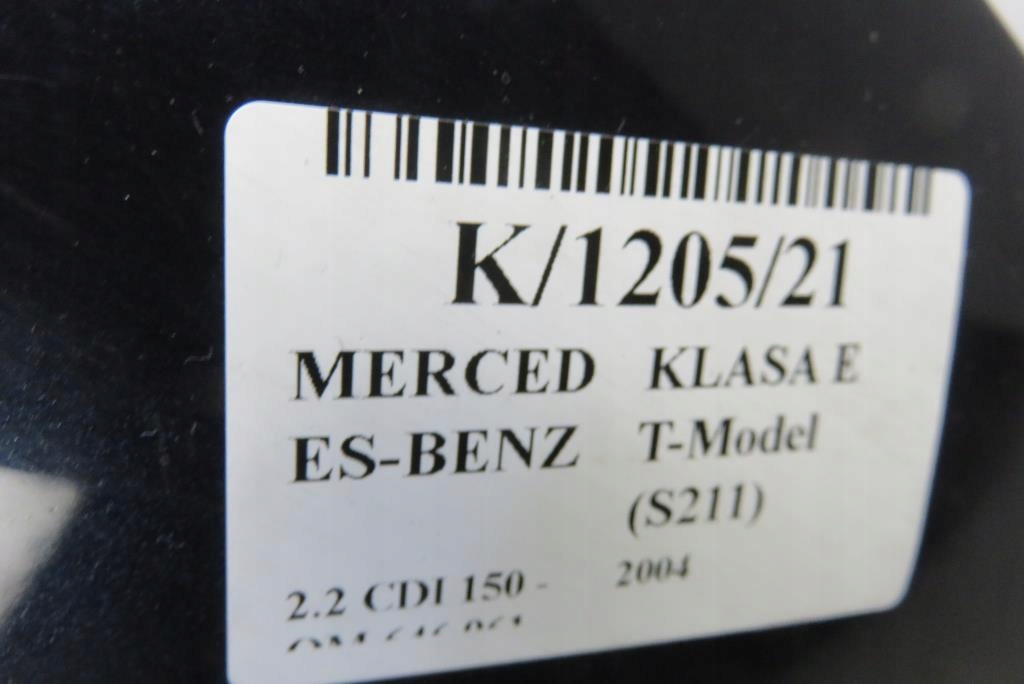 K/1205/21
MERCED KLASA E
ES-BENZ T-Model
(S211)
2.2 CDI 150 - 2004